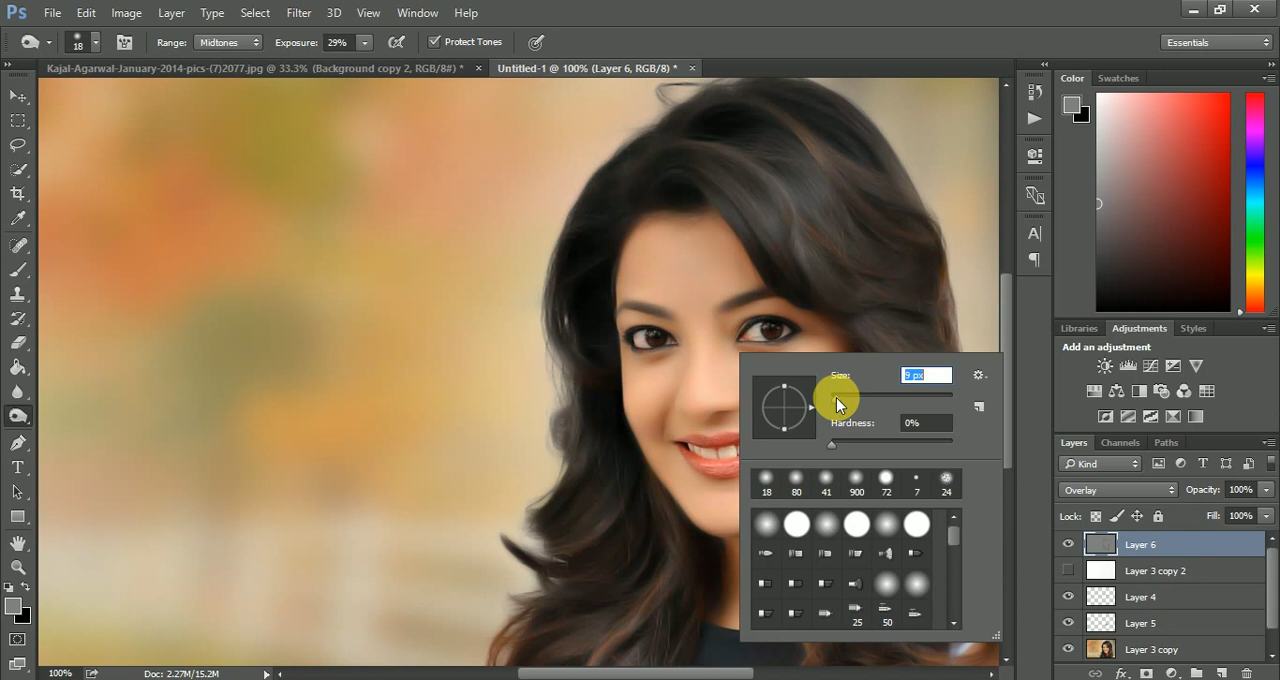 Ps File Edit Image Layer Type Select Filter 3D View Window Help
18 Range: Midtones Exposure: 29% Protect Tones Essentials
Kajal-Agarwal-January-2014-pics-(7)2077.jpg @ 33.3% (Background copy 2, RGB/8#) * × Untitled-1 @ 100% (Layer 6, RGB/8) * ×
Color Swatches
Libraries Adjustments Styles
Add an adjustment
Size: 9 px
Hardness: 0%
18 80 41 900 72 7 24
25 50
Layers Channels Paths
Kind
Overlay Opacity: 100%
Lock: Fill: 100%
Layer 6
Layer 3 copy 2
Layer 4
Layer 5
Layer 3 copy
100% Doc: 2.27M/15.2M